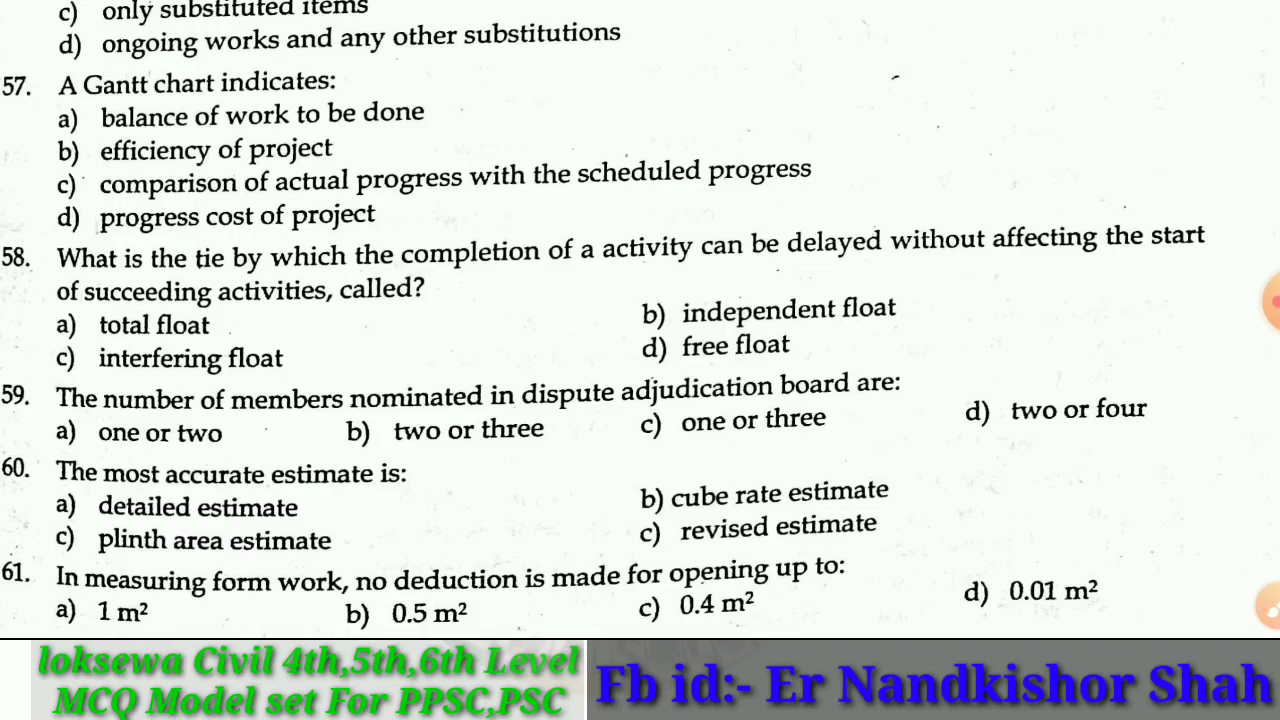 c) only substituted items
d) ongoing works and any other substitutions
57. A Gantt chart indicates:
a) balance of work to be done
b) efficiency of project
c) comparison of actual progress with the scheduled progress
d) progress cost of project
58. What is the tie by which the completion of a activity can be delayed without affecting the start
of succeeding activities, called?
a) total float b) independent float
c) interfering float d) free float
59. The number of members nominated in dispute adjudication board are:
a) one or two b) two or three c) one or three d) two or four
60. The most accurate estimate is:
a) detailed estimate b) cube rate estimate
c) plinth area estimate c) revised estimate
61. In measuring form work, no deduction is made for opening up to:
a) 1 m² b) 0.5 m² c) 0.4 m² d) 0.01 m²
loksewa Civil 4th,5th,6th Level
MCQ Model set For PPSC,PSC
Fb id:- Er Nandkishor Shah